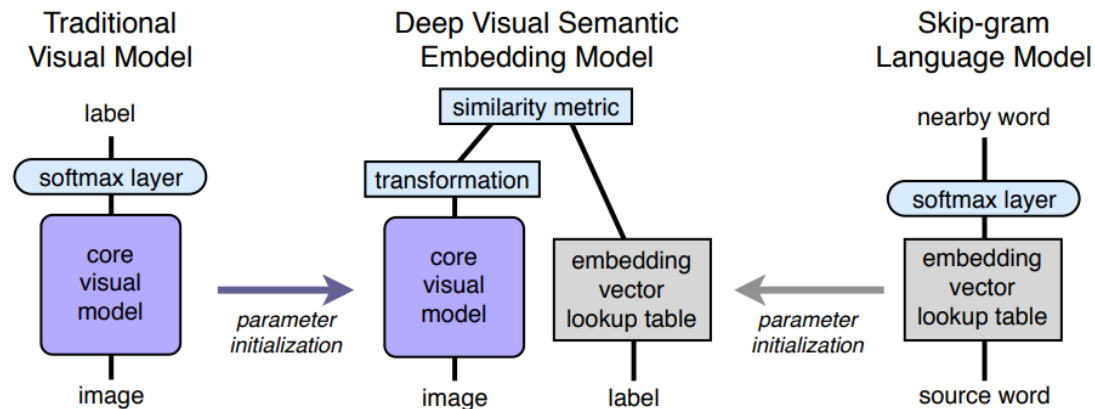 Traditional
Visual Model
label
softmax layer
core
visual
model
image
parameter
initialization
Deep Visual Semantic
Embedding Model
similarity metric
transformation
core
visual
model
image
embedding
vector
lookup table
label
parameter
initialization
Skip-gram
Language Model
nearby word
softmax layer
embedding
vector
lookup table
source word